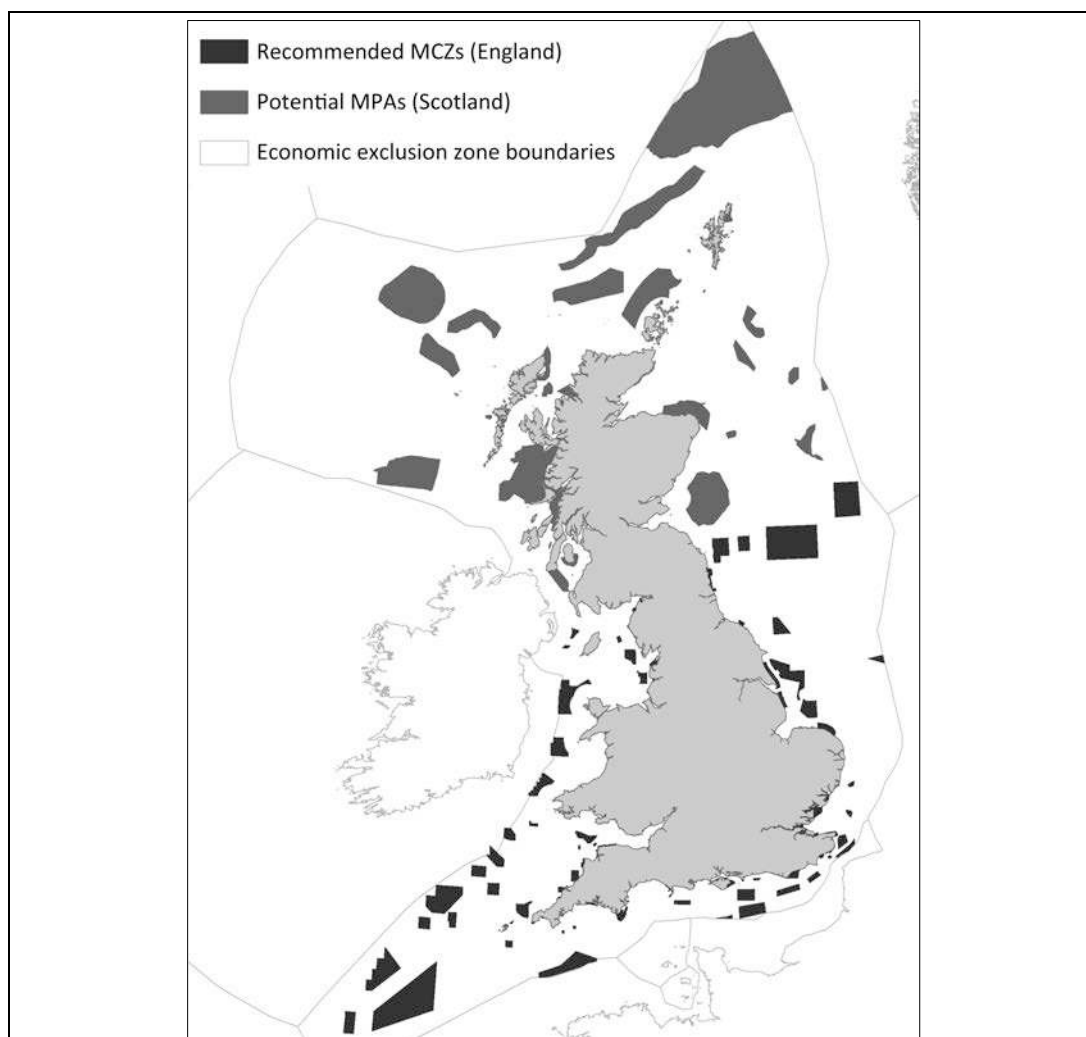 Recommended MCZs (England)
Potential MPAs (Scotland)
Economic exclusion zone boundaries